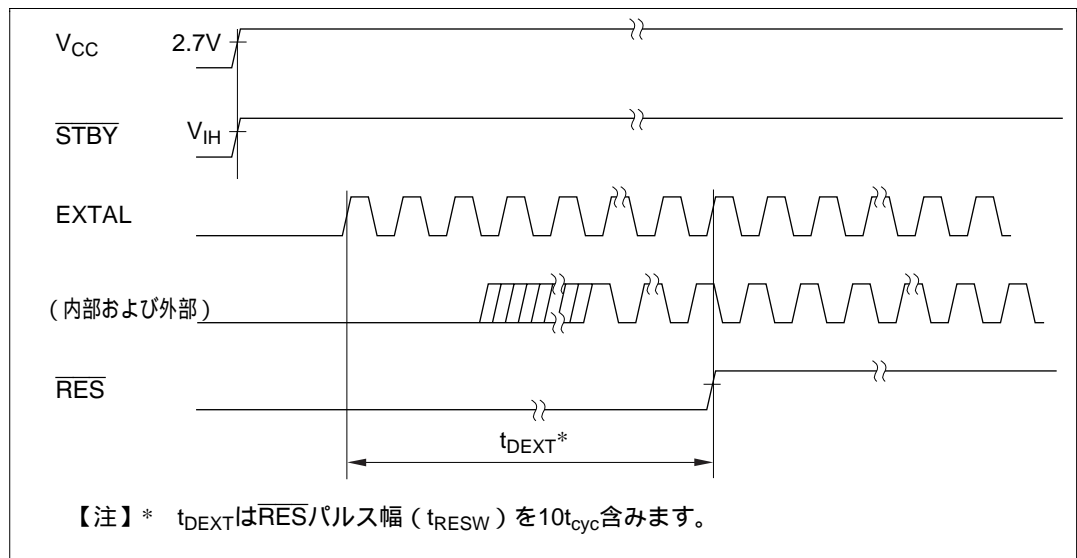 VCC 2.7V
STBY VIH
EXTAL
(内部および外部)
RES
tDEXT*
【注】* tDEXTはRESパルス幅(tRESW)を10tcyc含みます。